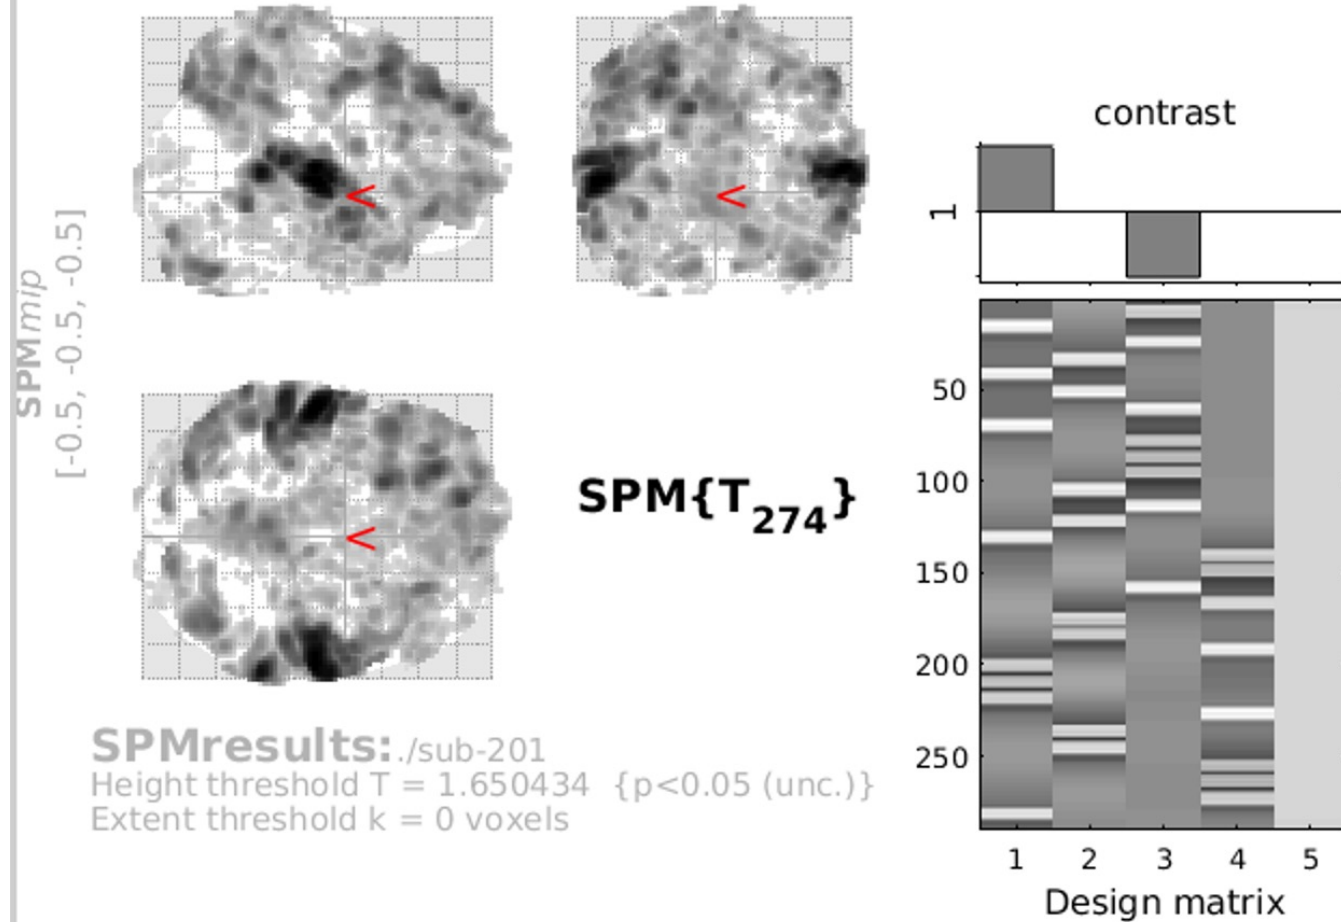 SPMmip
[-0.5, -0.5, -0.5]
<
<
<
SPM{T274}
SPMresults: ./sub-201
Height threshold T = 1.650434 {p<0.05 (unc.)}
Extent threshold k = 0 voxels
contrast
1
50
100
150
200
250
1 2 3 4 5
Design matrix